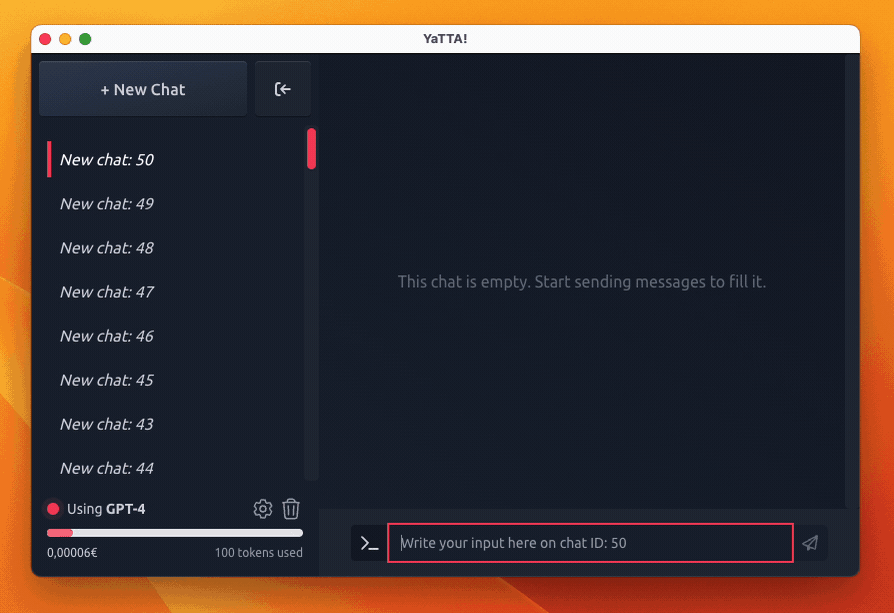 YaTTA!
+ New Chat
New chat: 50
New chat: 49
New chat: 48
New chat: 47
New chat: 46
New chat: 45
New chat: 43
New chat: 44
Using GPT-4
0,00006€ 100 tokens used
This chat is empty. Start sending messages to fill it.
Write your input here on chat ID: 50